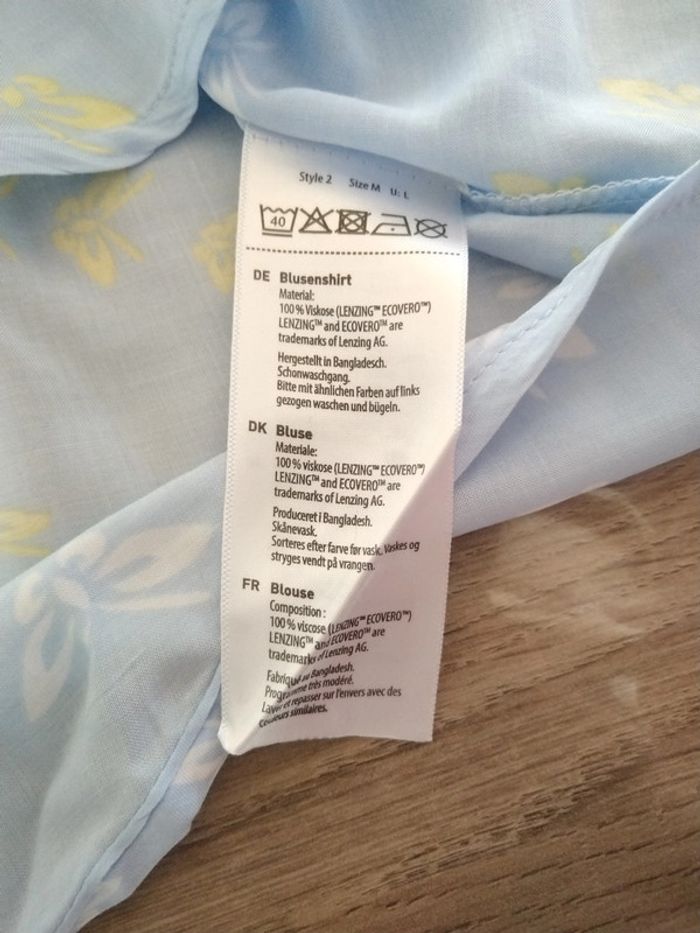 Style 2 Size M U: L
40
DE Blusenshirt
Material:
100 % Viskose (LENZING™ ECOVERO™)
LENZING™ and ECOVERO™ are
trademarks of Lenzing AG.
Hergestellt in Bangladesch.
Schonwaschgang.
Bitte mit ähnlichen Farben auf links
gezogen waschen und bügeln.
DK Bluse
Materiale:
100 % viskose (LENZING™ ECOVERO™)
LENZING™ and ECOVERO™ are
trademarks of Lenzing AG.
Produceret i Bangladesh.
Skånevask.
Sorteres efter farve før vask. Vaskes og
stryges vendt på vrangen.
FR Blouse
Composition :
100 % viscose (LENZING™ ECOVERO™)
LENZING™ and ECOVERO™ are
trademarks of Lenzing AG.
Fabriqué au Bangladesh.
Programme très modéré.
Laver et repasser sur l'envers avec des
couleurs similaires.